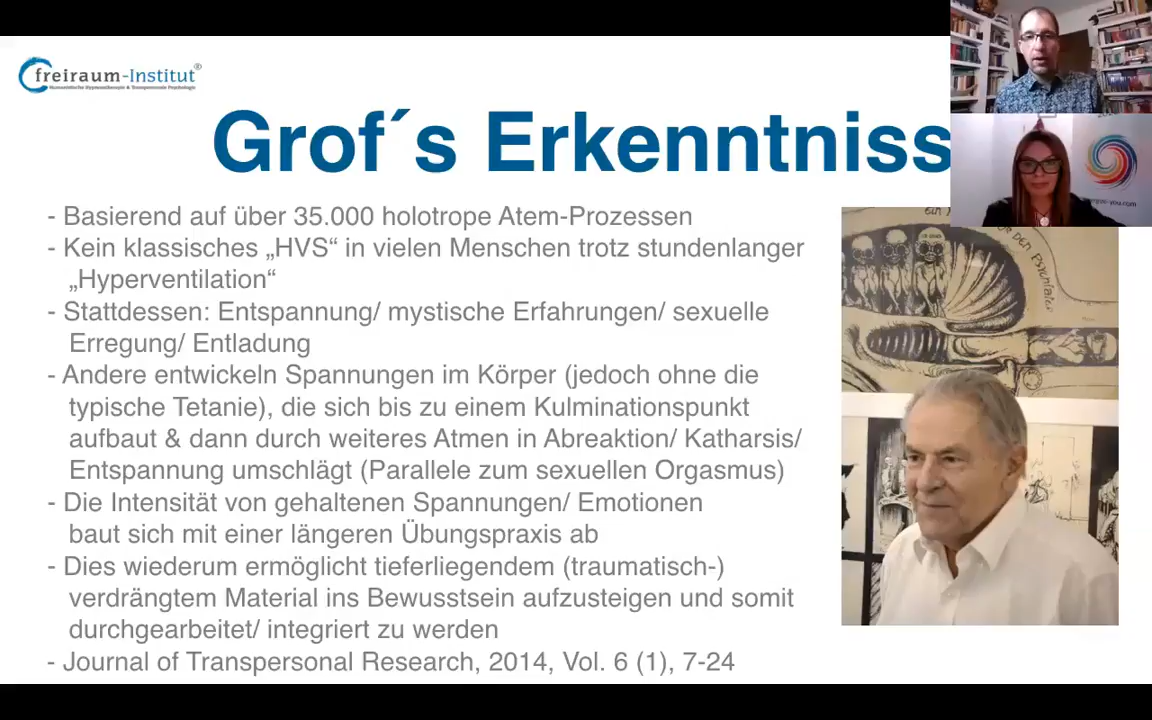 freiraum-Institut®
Humanistische Hypnosetherapie & Transpersonale Psychologie
Grof´s Erkenntniss
- Basierend auf über 35.000 holotrope Atem-Prozessen
- Kein klassisches „HVS“ in vielen Menschen trotz stundenlanger
„Hyperventilation“
- Stattdessen: Entspannung/ mystische Erfahrungen/ sexuelle
Erregung/ Entladung
- Andere entwickeln Spannungen im Körper (jedoch ohne die
typische Tetanie), die sich bis zu einem Kulminationspunkt
aufbaut & dann durch weiteres Atmen in Abreaktion/ Katharsis/
Entspannung umschlägt (Parallele zum sexuellen Orgasmus)
- Die Intensität von gehaltenen Spannungen/ Emotionen
baut sich mit einer längeren Übungspraxis ab
- Dies wiederum ermöglicht tieferliegendem (traumatisch-)
verdrängtem Material ins Bewusstsein aufzusteigen und somit
durchgearbeitet/ integriert zu werden
- Journal of Transpersonal Research, 2014, Vol. 6 (1), 7-24